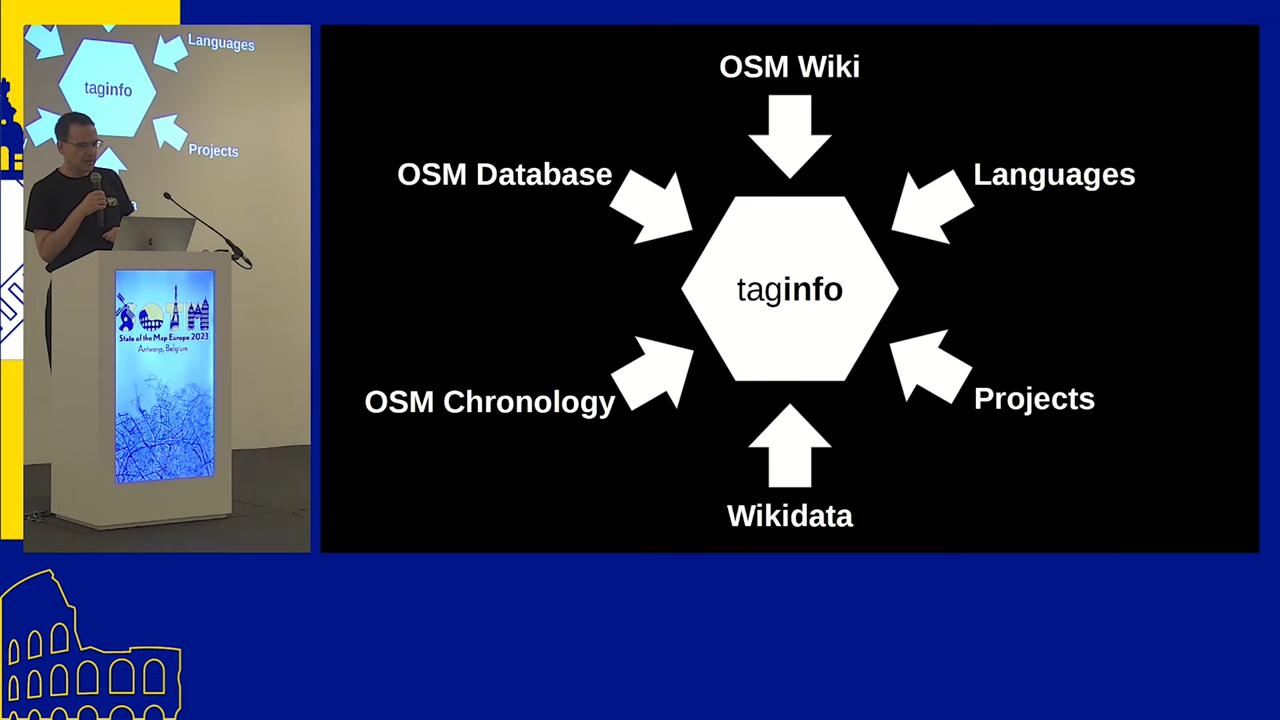 Languages
taginfo
Projects
SOTM
State of the Map Europe 2023
Antwerp, Belgium
OSM Wiki
OSM Database
Languages
taginfo
OSM Chronology
Projects
Wikidata